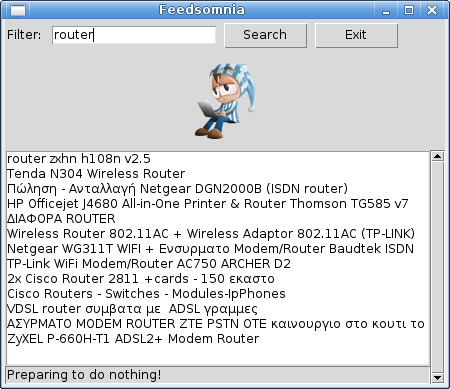 Feedsomnia
Filter: router Search Exit
router zxhn h108n v2.5
Tenda N304 Wireless Router
Πώληση - Ανταλλαγή Netgear DGN2000B (ISDN router)
HP Officejet J4680 All-in-One Printer & Router Thomson TG585 v7
ΔΙΑΦΟΡΑ ROUTER
Wireless Router 802.11AC + Wireless Adaptor 802.11AC (TP-LINK)
Netgear WG311T WIFI + Ενσυρματο Modem/Router Baudtek ISDN
TP-Link WiFi Modem/Router AC750 ARCHER D2
2x Cisco Router 2811 +cards - 150 εκαστο
Cisco Routers - Switches - Modules-IpPhones
VDSL router συμβατα με  ADSL γραμμες
ΑΣΥΡΜΑΤΟ MODEM ROUTER ZTE PSTN ΟΤΕ καινουργιο στο κουτι το
ZyXEL P-660H-T1 ADSL2+ Modem Router
Preparing to do nothing!